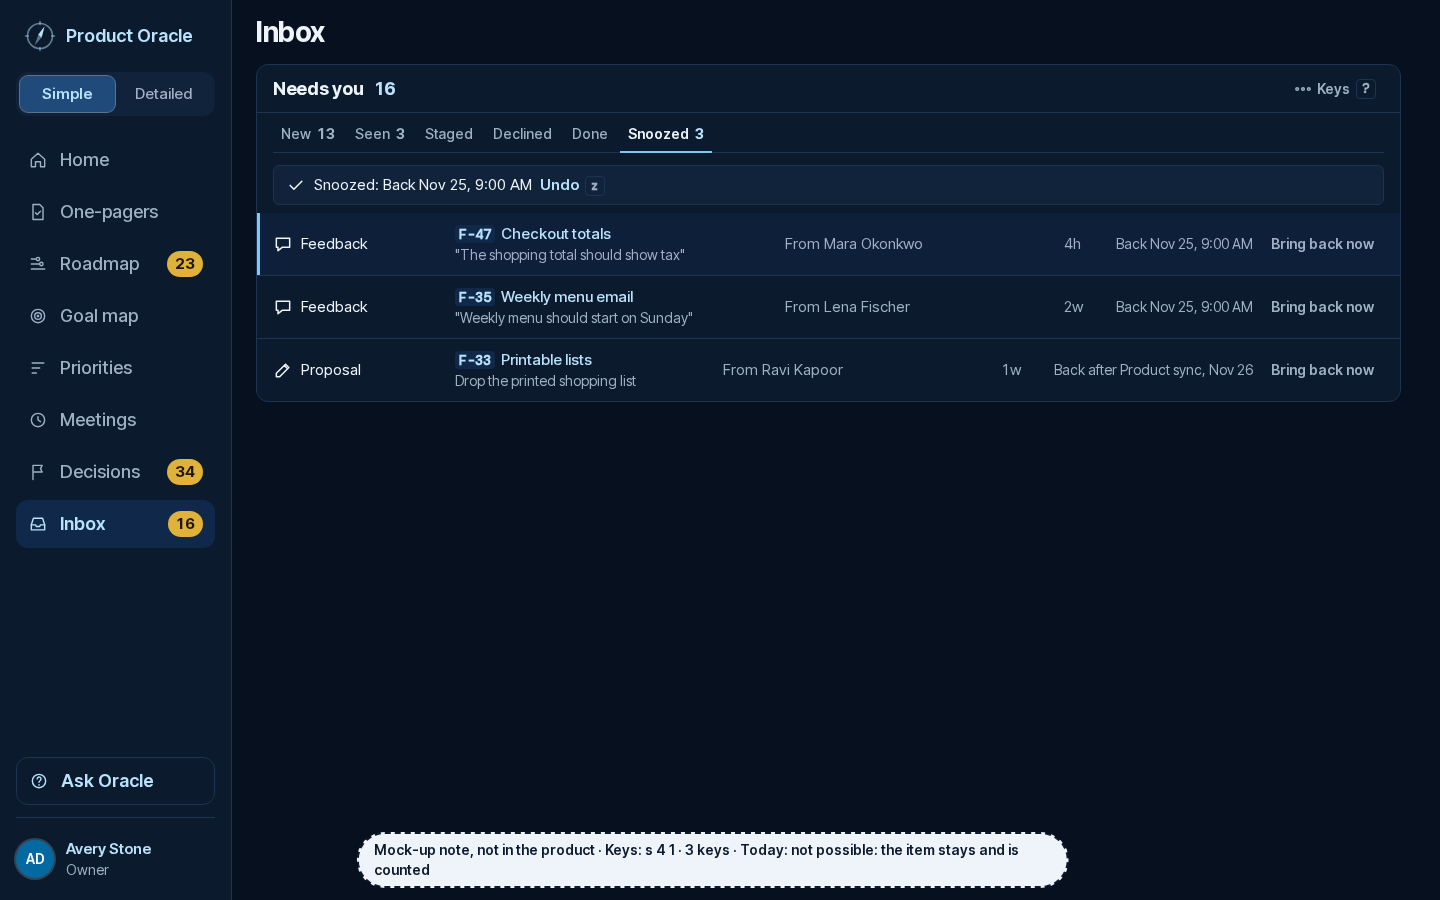 Product Oracle
Simple Detailed
Home
One-pagers
Roadmap 23
Goal map
Priorities
Meetings
Decisions 34
Inbox 16
Ask Oracle
AD Avery Stone
Owner
Inbox
Needs you 16 Keys ?
New 13 Seen 3 Staged Declined Done Snoozed 3
Snoozed: Back Nov 25, 9:00 AM Undo z
Feedback F-47 Checkout totals From Mara Okonkwo 4h Back Nov 25, 9:00 AM Bring back now
"The shopping total should show tax"
Feedback F-35 Weekly menu email From Lena Fischer 2w Back Nov 25, 9:00 AM Bring back now
"Weekly menu should start on Sunday"
Proposal F-33 Printable lists From Ravi Kapoor 1w Back after Product sync, Nov 26 Bring back now
Drop the printed shopping list
Mock-up note, not in the product · Keys: s 4 1 · 3 keys · Today: not possible: the item stays and is
counted